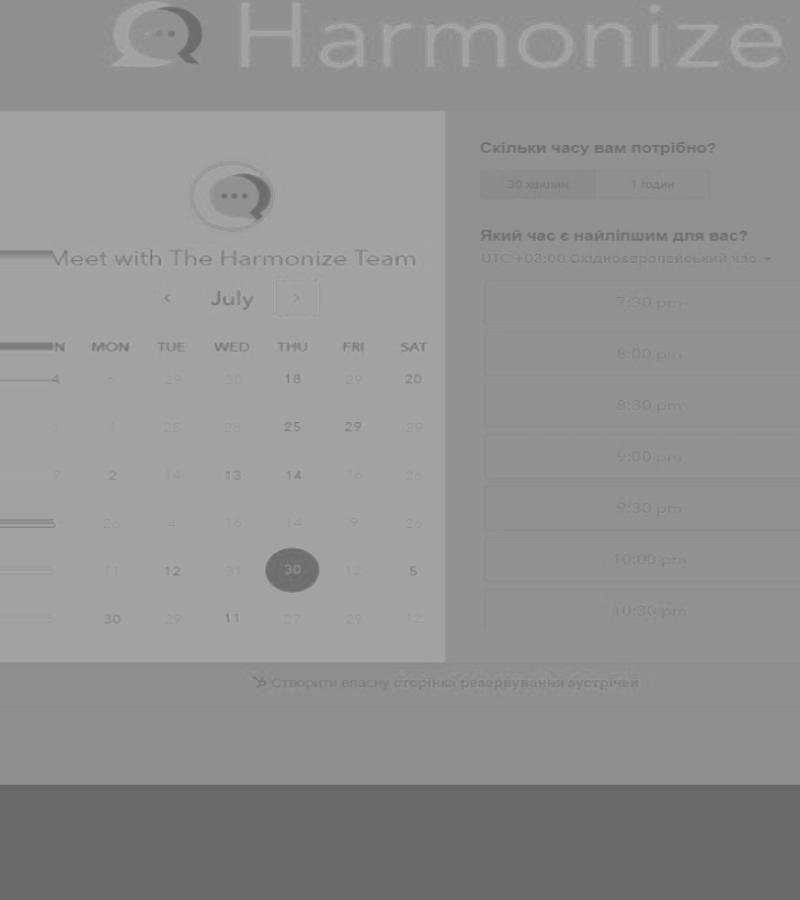 Harmonize
Meet with The Harmonize Team
July
N MON TUE WED THU FRI SAT
4 6 29 30 18 29 20
1 4 25 28 25 29 29
7 2 14 13 14 16 26
26 4 16 14 9 26
11 12 31 30 12 5
30 29 11 27 29 12
Скільки часу вам потрібно?
30 хвилин 1 годин
Який час є найліпшим для вас?
UTC +03:00 Східноєвропейський час
7:30 pm
8:00 pm
8:30 pm
9:00 pm
9:30 pm
10:00 pm
10:30 pm
Створити власну сторінка резервування зустрічей